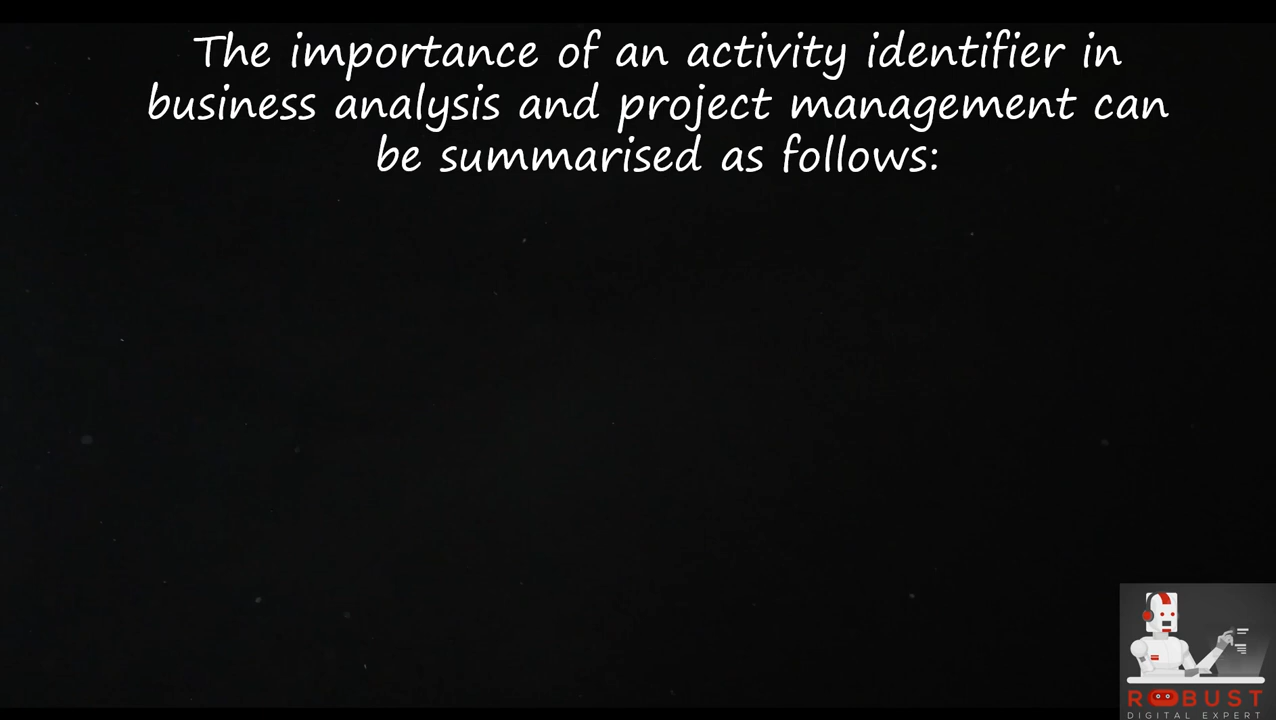 The importance of an activity identifier in
business analysis and project management can
be summarised as follows:
ROBUST
DIGITAL EXPERT